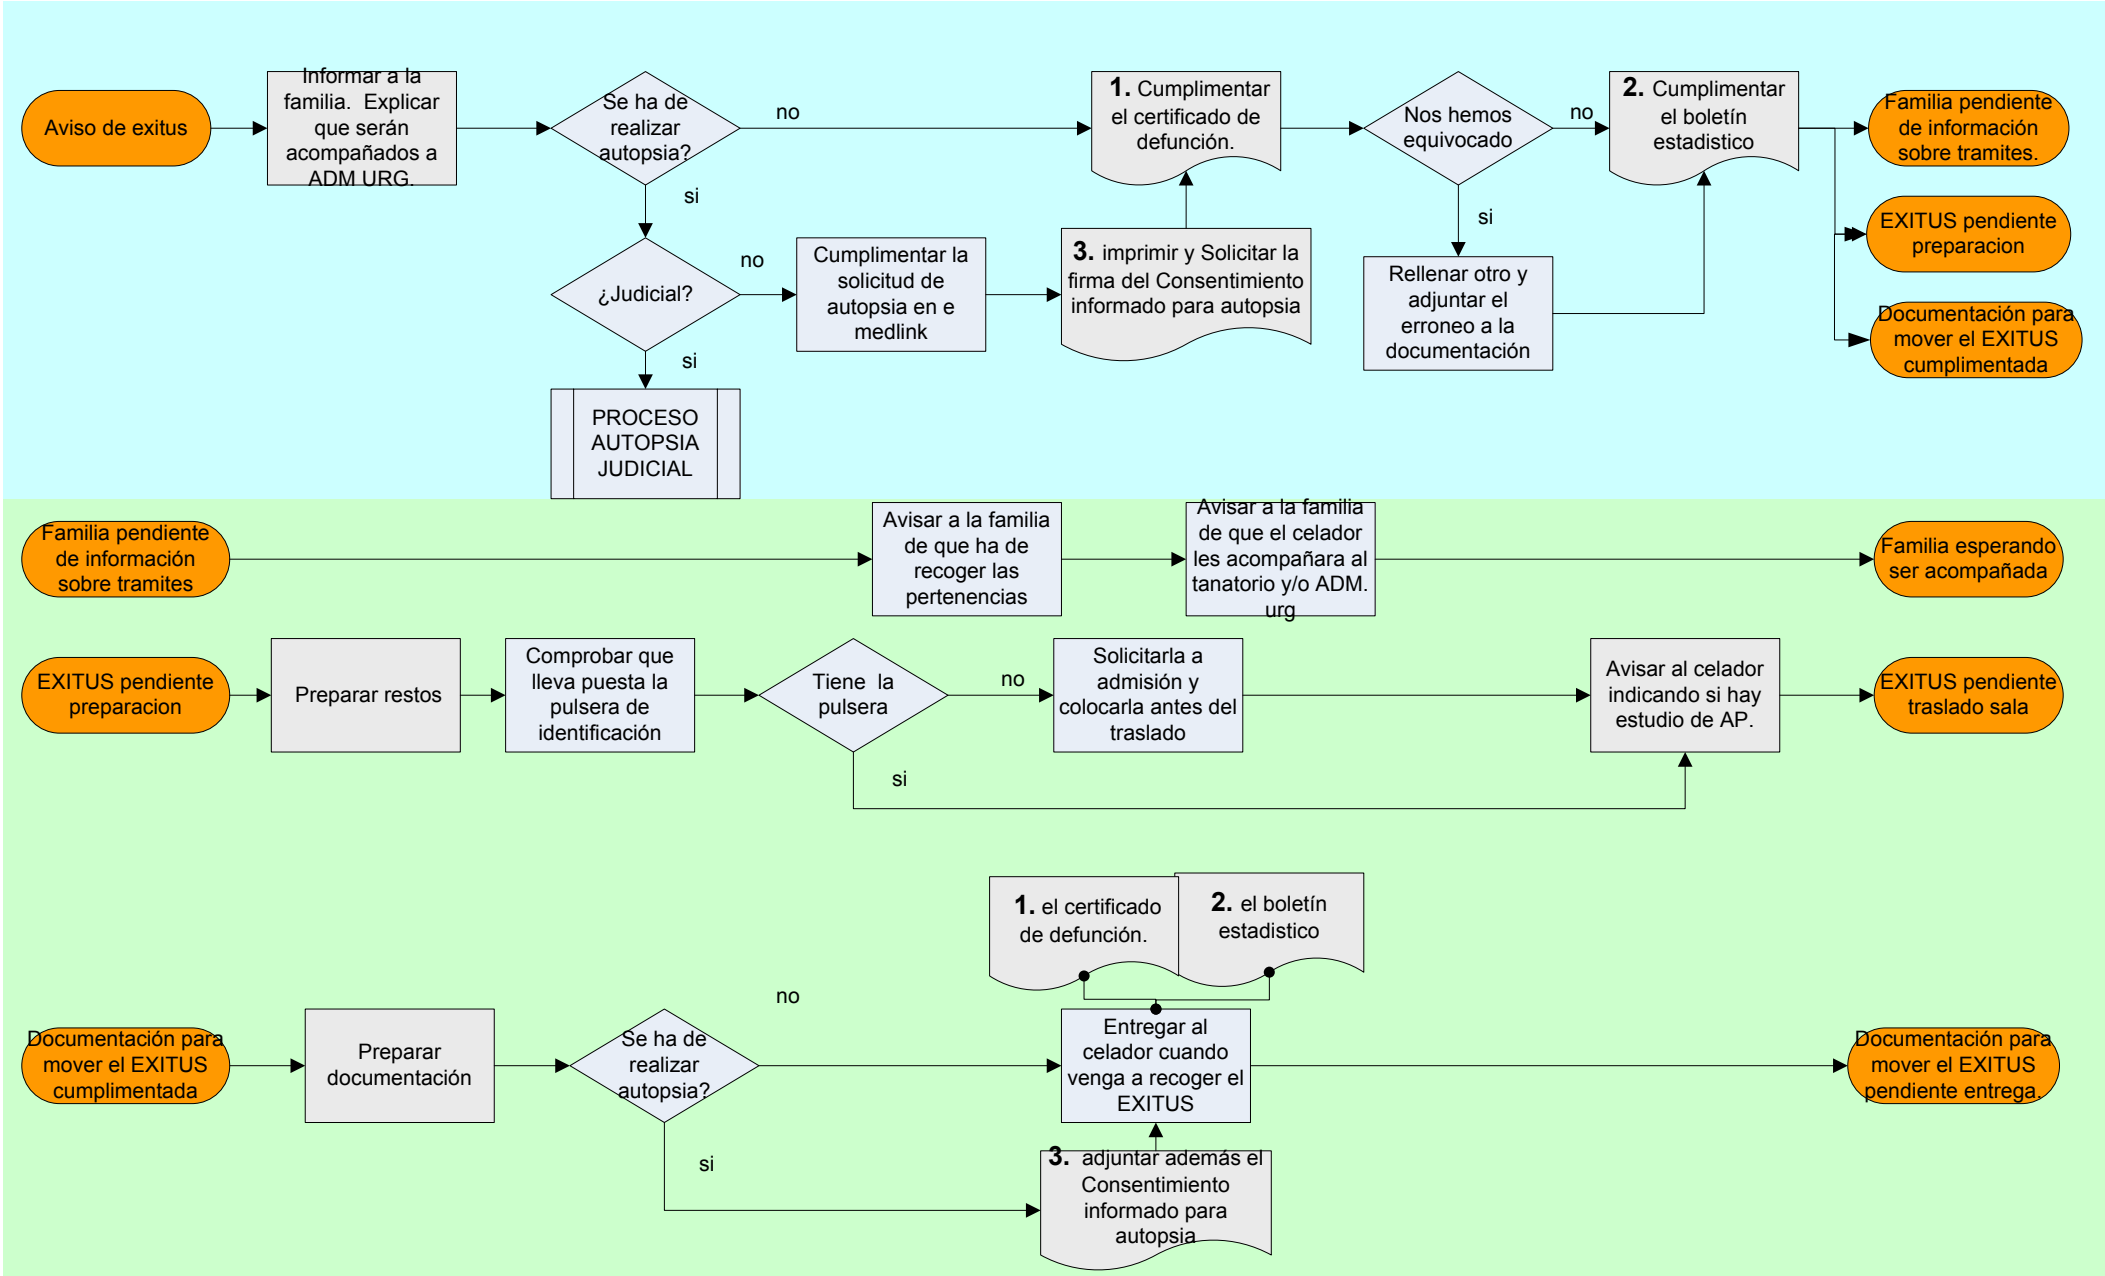 Aviso de exitus
Informar a la
familia. Explicar
que serán
acompañados a
ADM URG.
Se ha de
realizar
autopsia?
no
si
¿Judicial?
no
si
PROCESO
AUTOPSIA
JUDICIAL
Cumplimentar la
solicitud de
autopsia en e
medlink
3. imprimir y Solicitar la
firma del Consentimiento
informado para autopsia
1. Cumplimentar
el certificado de
defunción.
Nos hemos
equivocado
no
si
Rellenar otro y
adjuntar el
erroneo a la
documentación
2. Cumplimentar
el boletín
estadistico
Familia pendiente
de información
sobre tramites.
EXITUS pendiente
preparacion
Documentación para
mover el EXITUS
cumplimentada
Familia pendiente
de información
sobre tramites
Avisar a la familia
de que ha de
recoger las
pertenencias
Avisar a la familia
de que el celador
les acompañara al
tanatorio y/o ADM.
urg
Familia esperando
ser acompañada
EXITUS pendiente
preparacion
Preparar restos
Comprobar que
lleva puesta la
pulsera de
identificación
Tiene la
pulsera
no
si
Solicitarla a
admisión y
colocarla antes del
traslado
Avisar al celador
indicando si hay
estudio de AP.
EXITUS pendiente
traslado sala
1. el certificado
de defunción.
2. el boletín
estadistico
Documentación para
mover el EXITUS
cumplimentada
Preparar
documentación
Se ha de
realizar
autopsia?
no
si
Entregar al
celador cuando
venga a recoger el
EXITUS
3. adjuntar además el
Consentimiento
informado para
autopsia
Documentación para
mover el EXITUS
pendiente entrega.